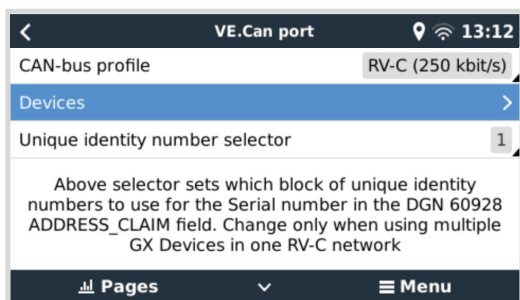 VE.Can port
13:12
CAN-bus profile
RV-C (250 kbit/s)
Devices
Unique identity number selector
1
Above selector sets which block of unique identity
numbers to use for the Serial number in the DGN 60928
ADDRESS_CLAIM field. Change only when using multiple
GX Devices in one RV-C network
Pages
Menu